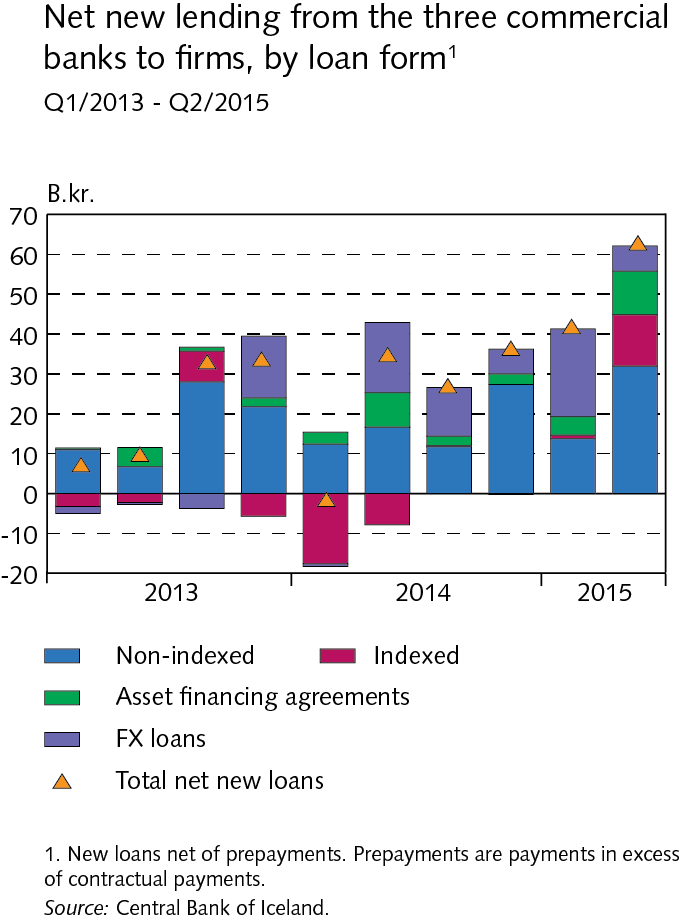 Net new lending from the three commercial
banks to firms, by loan form¹
Q1/2013 - Q2/2015
B.kr.
70
60
50
40
30
20
10
0
-10
-20
2013
2014
2015
Non-indexed
Indexed
Asset financing agreements
FX loans
Total net new loans
1. New loans net of prepayments. Prepayments are payments in excess
of contractual payments.
Source: Central Bank of Iceland.